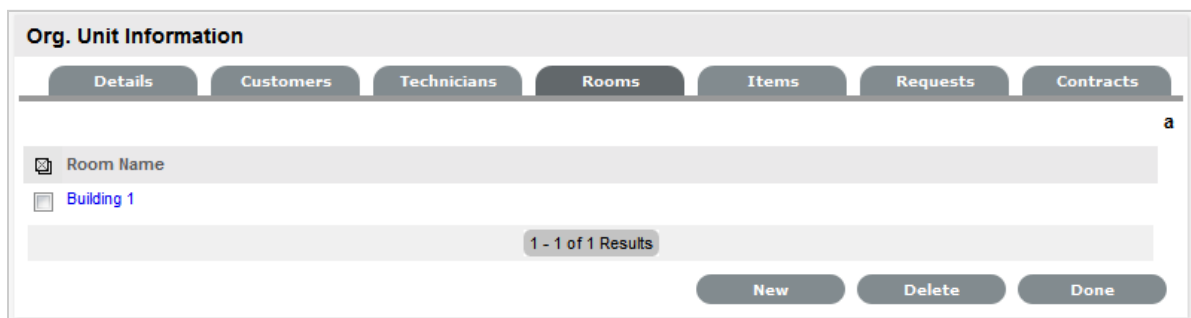 Org. Unit Information
Details Customers Technicians Rooms Items Requests Contracts
a
Room Name
Building 1
1 - 1 of 1 Results
New Delete Done